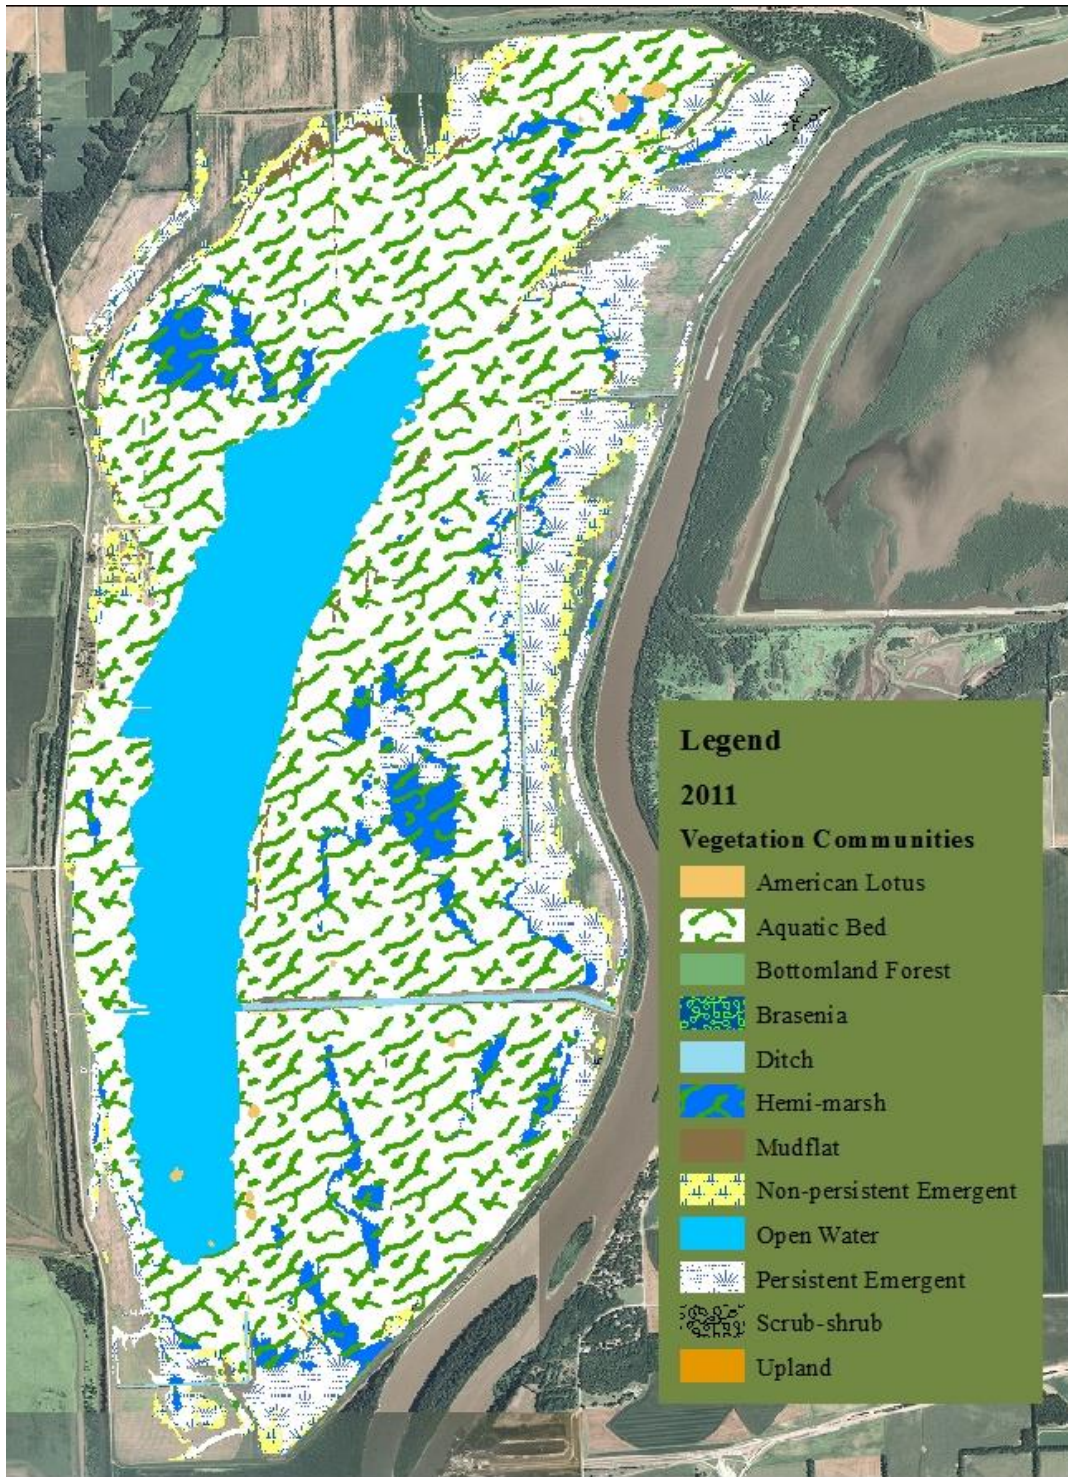 Legend
2011
Vegetation Communities
American Lotus
Aquatic Bed
Bottomland Forest
Brasenia
Ditch
Hemi-marsh
Mudflat
Non-persistent Emergent
Open Water
Persistent Emergent
Scrub-shrub
Upland